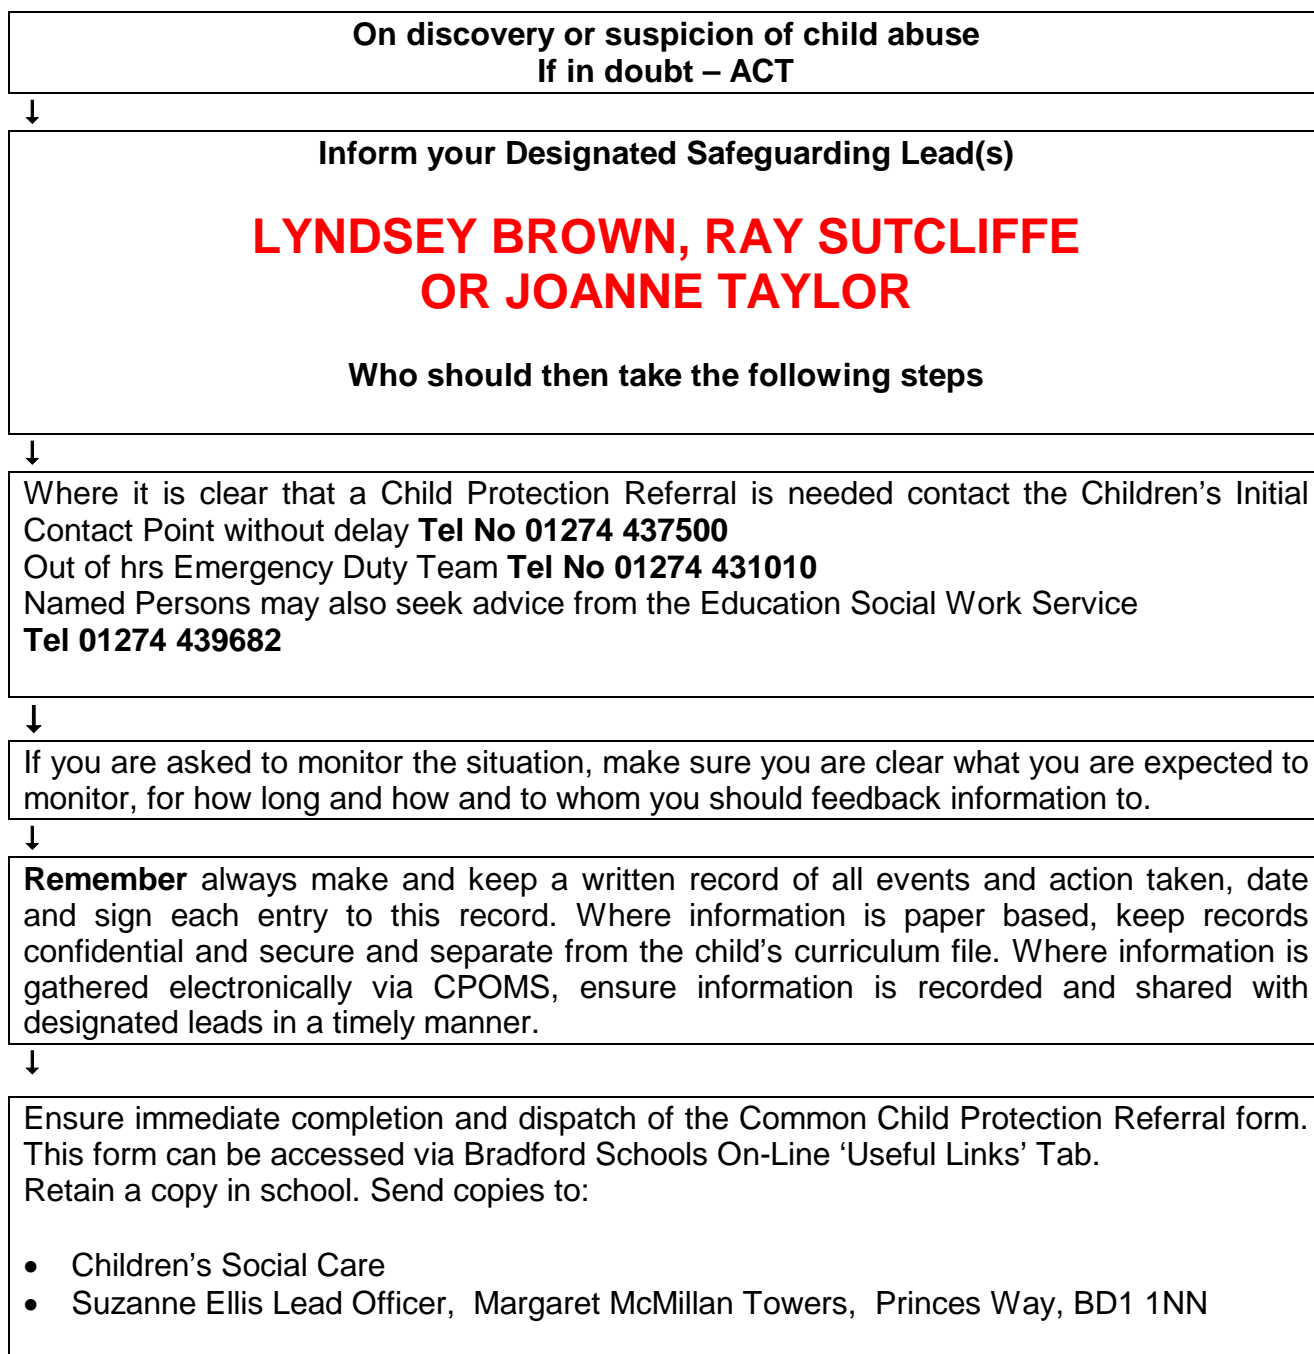 On discovery or suspicion of child abuse
If in doubt – ACT
↓
Inform your Designated Safeguarding Lead(s)
LYNDSEY BROWN, RAY SUTCLIFFE
OR JOANNE TAYLOR
Who should then take the following steps
↓
Where it is clear that a Child Protection Referral is needed contact the Children’s Initial
Contact Point without delay Tel No 01274 437500
Out of hrs Emergency Duty Team Tel No 01274 431010
Named Persons may also seek advice from the Education Social Work Service
Tel 01274 439682
↓
If you are asked to monitor the situation, make sure you are clear what you are expected to
monitor, for how long and how and to whom you should feedback information to.
↓
Remember always make and keep a written record of all events and action taken, date
and sign each entry to this record. Where information is paper based, keep records
confidential and secure and separate from the child’s curriculum file. Where information is
gathered electronically via CPOMS, ensure information is recorded and shared with
designated leads in a timely manner.
↓
Ensure immediate completion and dispatch of the Common Child Protection Referral form.
This form can be accessed via Bradford Schools On-Line ‘Useful Links’ Tab.
Retain a copy in school. Send copies to:
• Children’s Social Care
• Suzanne Ellis Lead Officer, Margaret McMillan Towers, Princes Way, BD1 1NN